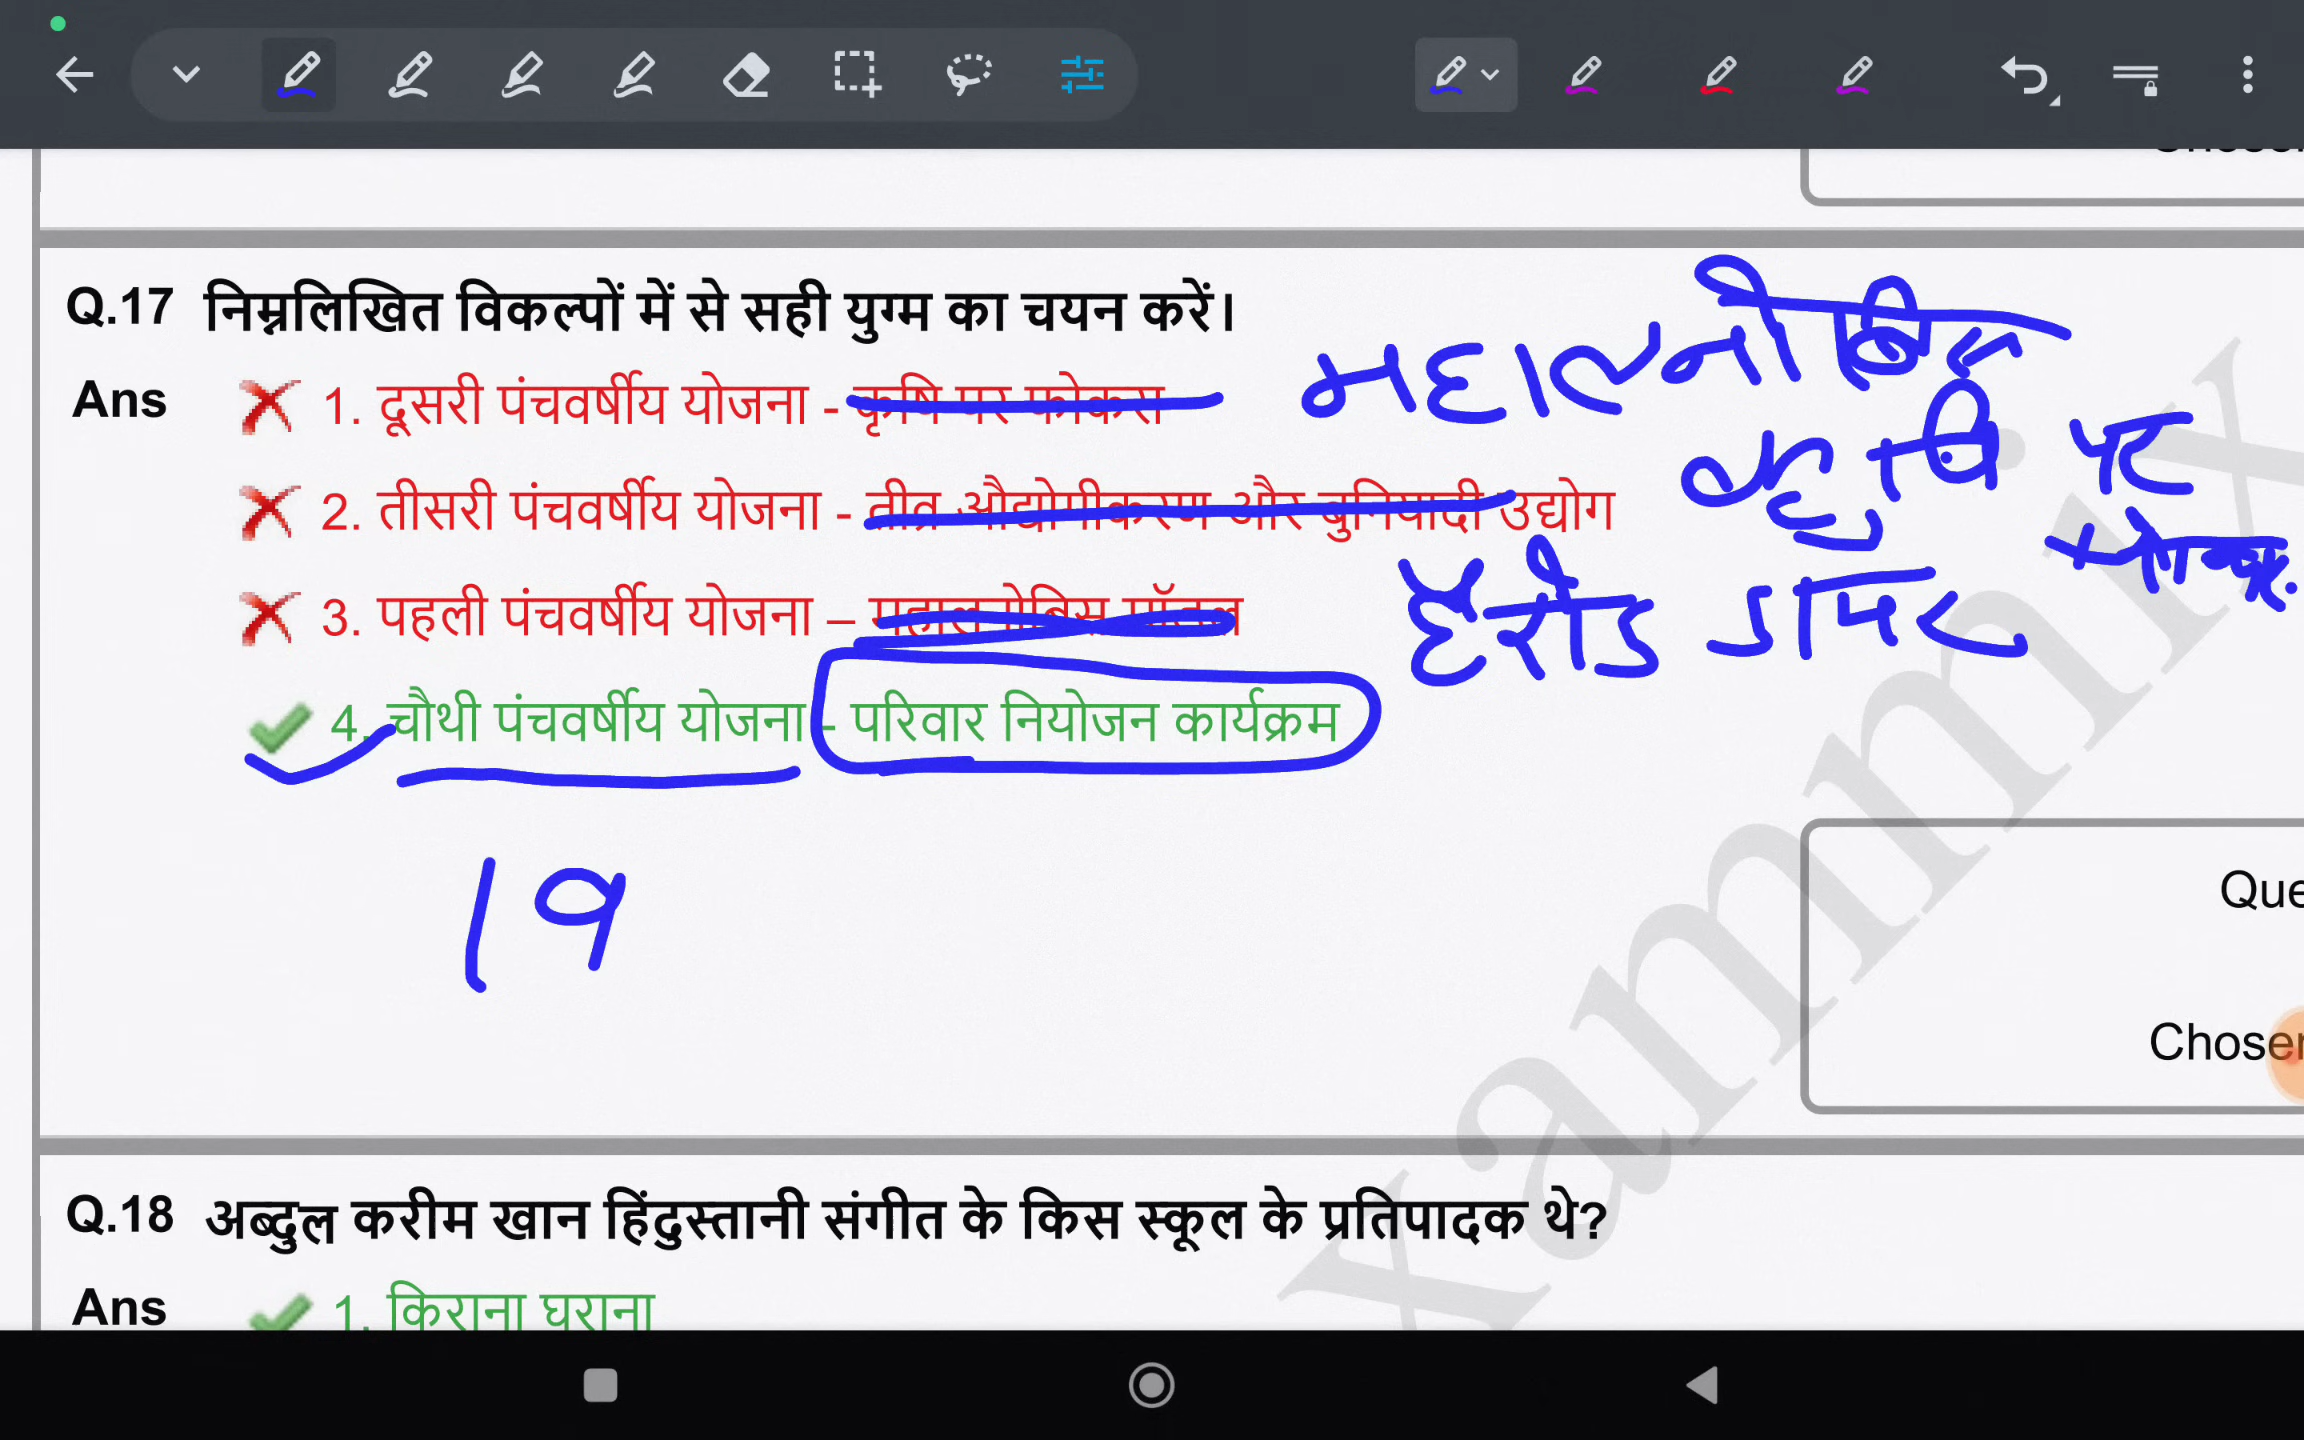 Q.17 निम्नलिखित विकल्पों में से सही युग्म का चयन करें।
Ans 1. दूसरी पंचवर्षीय योजना - कृषि पर फोकस
2. तीसरी पंचवर्षीय योजना - तीव्र औद्योगीकरण और बुनियादी उद्योग
3. पहली पंचवर्षीय योजना – महालनोबिस मॉडल
4. चौथी पंचवर्षीय योजना - परिवार नियोजन कार्यक्रम
महालनोबिस
कृषि पर
हैरोड डोमर
19
Que
Chosen
Q.18 अब्दुल करीम खान हिंदुस्तानी संगीत के किस स्कूल के प्रतिपादक थे?
Ans 1. किराना घराना
xammix